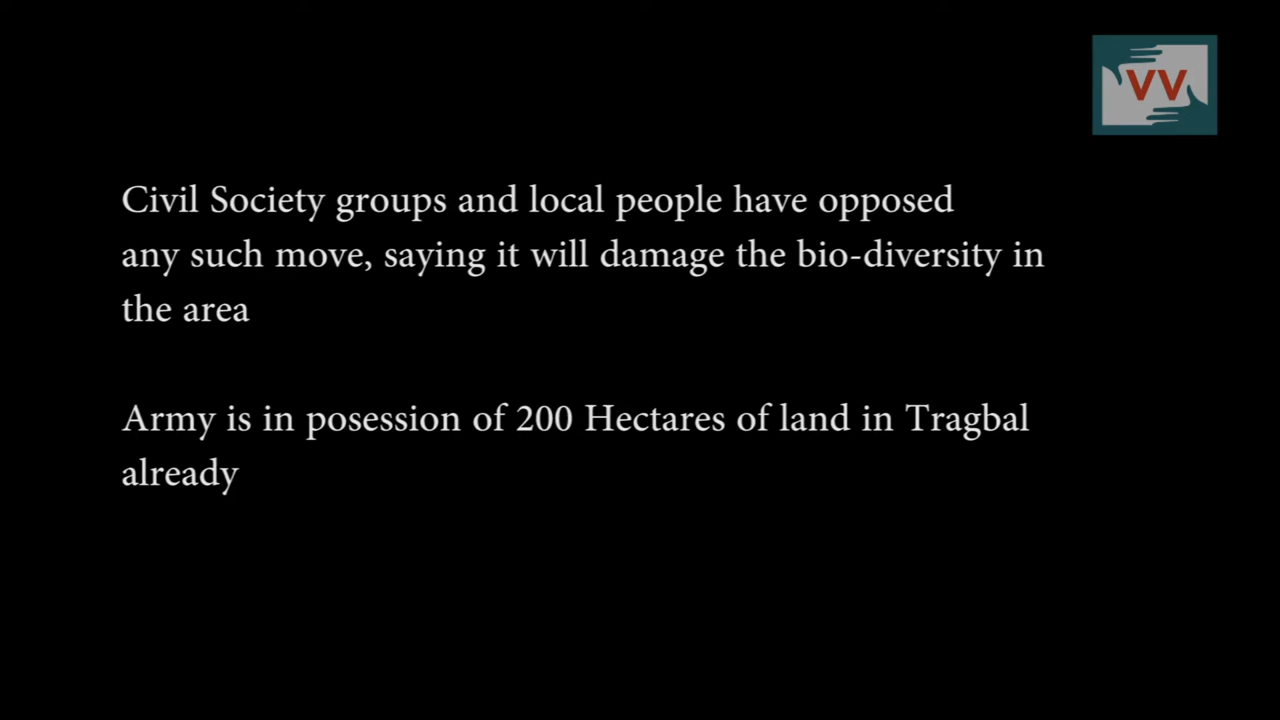 VV
Civil Society groups and local people have opposed
any such move, saying it will damage the bio-diversity in
the area
Army is in posession of 200 Hectares of land in Tragbal
already